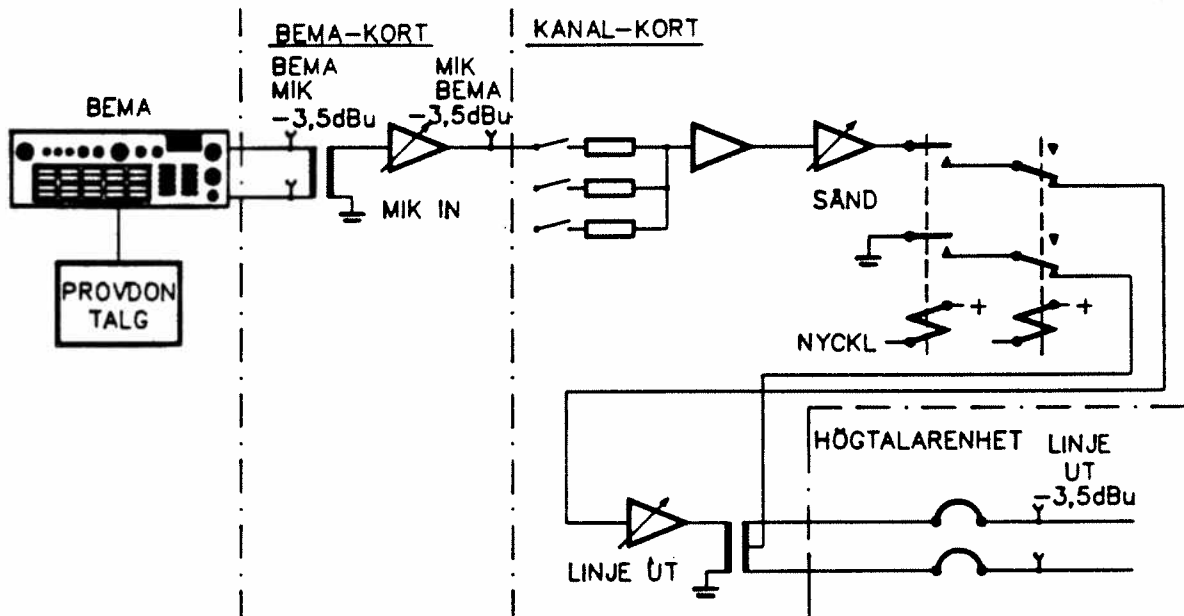 BEMA-KORT
KANAL-KORT
BEMA
MIK
-3,5dBu
MIK
BEMA
-3,5dBu
BEMA
MIK IN
SÄND
PROVDON
TALG
NYCKL
+
+
HÖGTALARENHET
LINJE
UT
-3,5dBu
LINJE UT